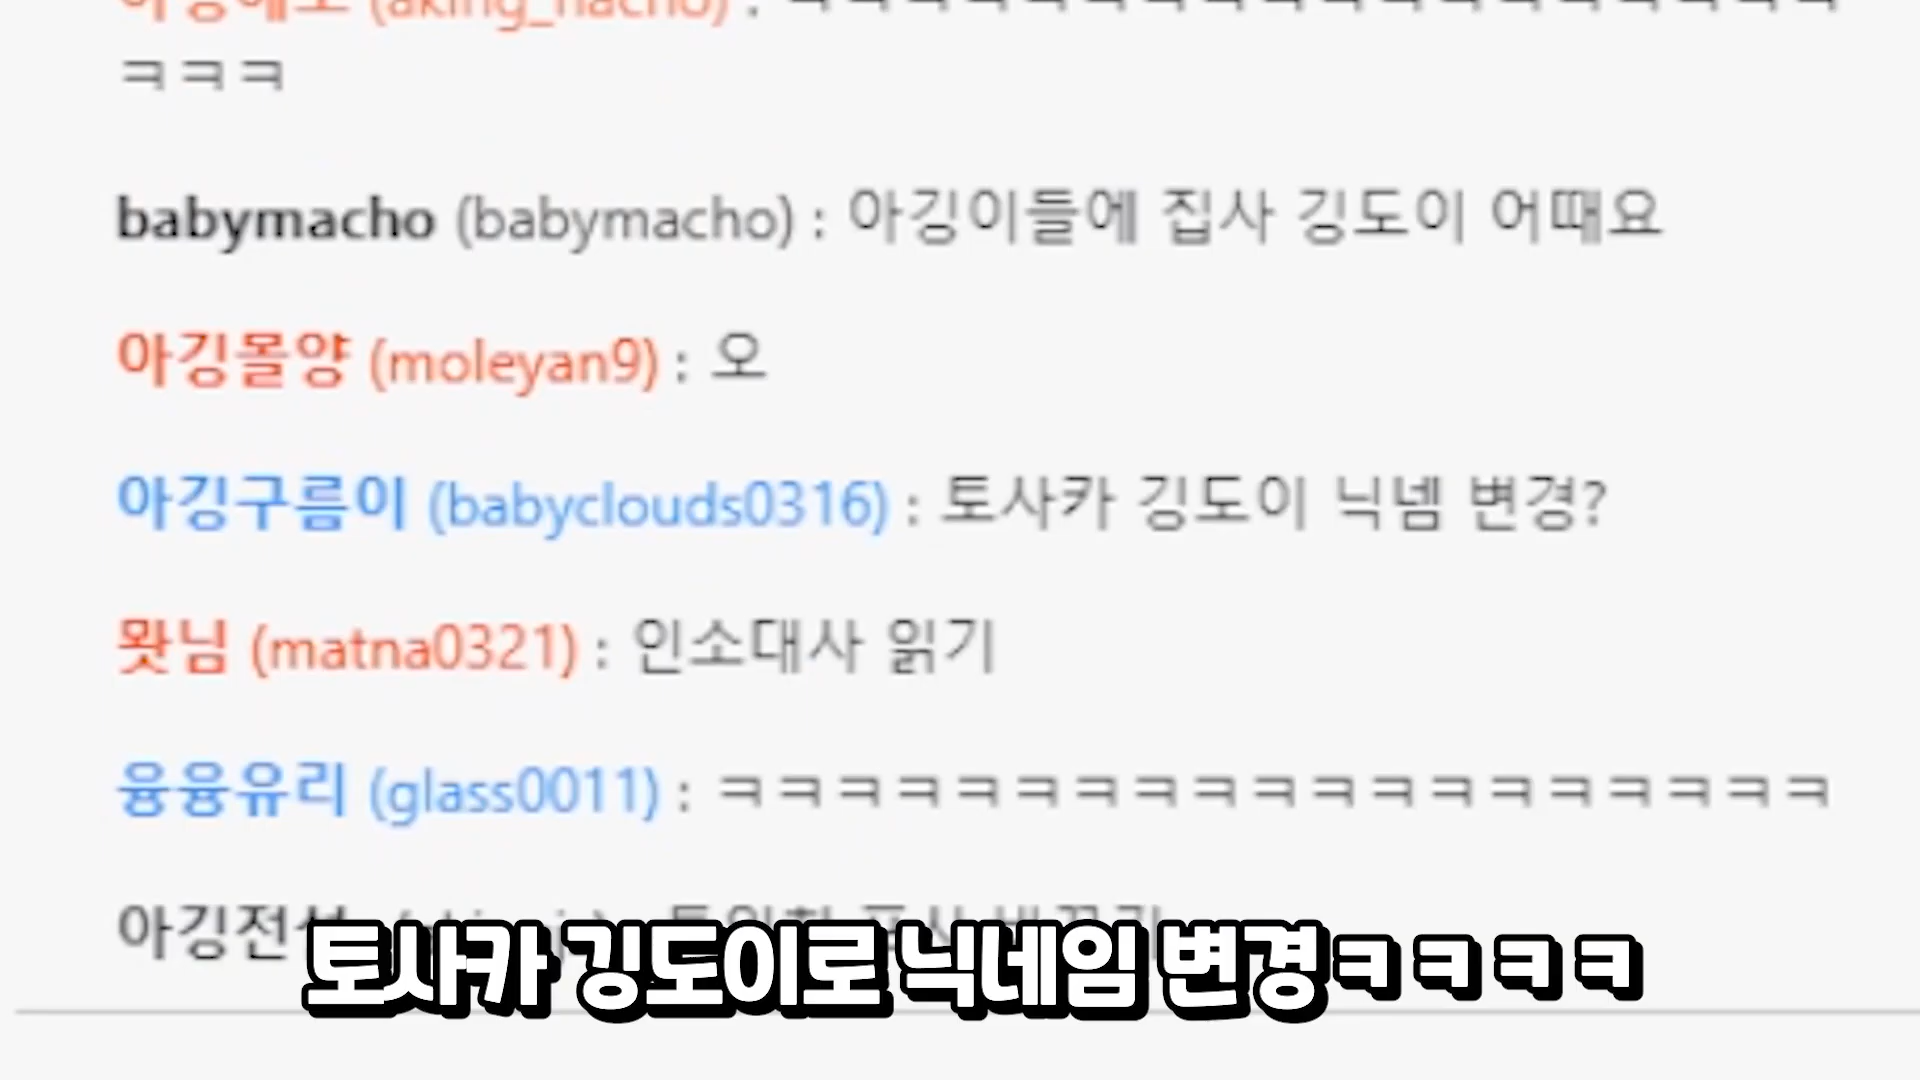 (aking_nacho) :
ㅋㅋㅋ
babymacho (babymacho) : 아깅이들에 집사 깅도이 어때요
아깅몰양 (moleyan9) : 오
아깅구름이 (babyclouds0316) : 토사카 깅도이 닉넴 변경?
뫗님 (matna0321) : 인소대사 읽기
융융유리 (glass0011) : ㅋㅋㅋㅋㅋㅋㅋㅋㅋㅋㅋㅋㅋㅋㅋㅋㅋㅋㅋ
아깅전
토사카 깅도이로 닉네임 변경ㅋㅋㅋㅋ